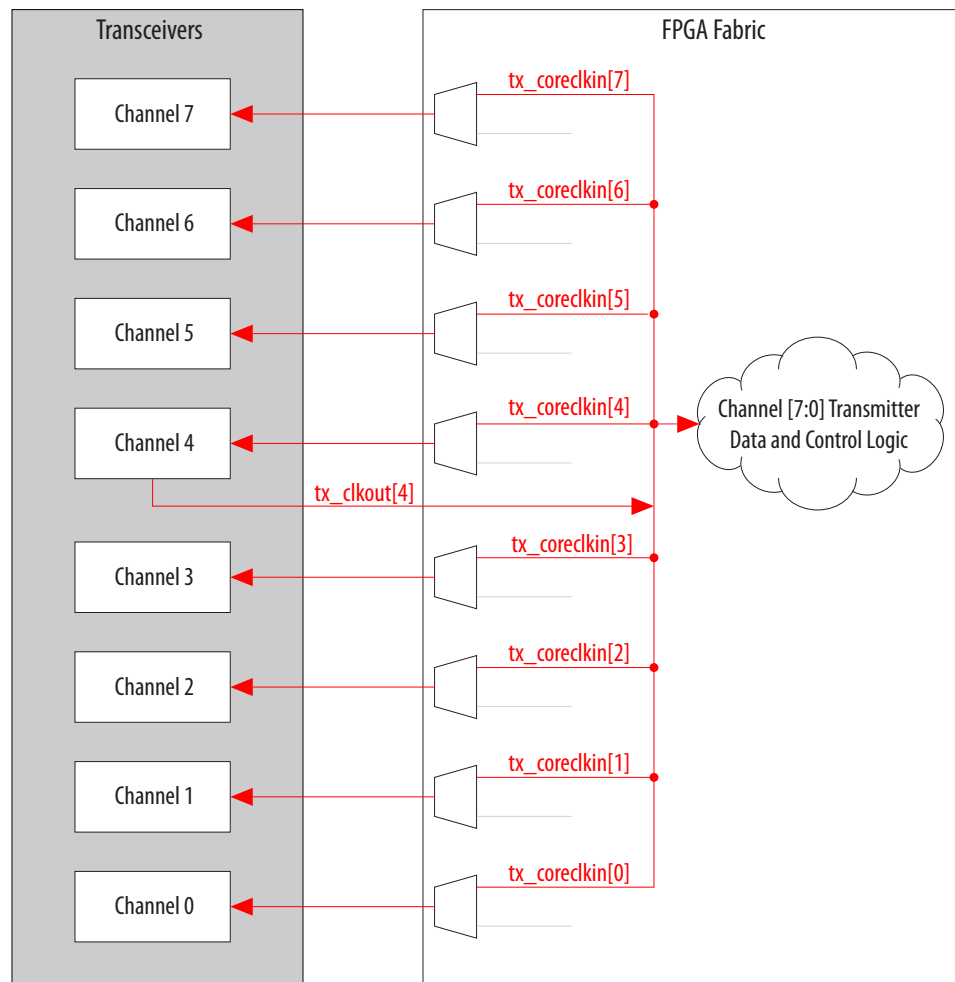 Transceivers
FPGA Fabric
Channel 7
tx_coreclkin[7]
Channel 6
tx_coreclkin[6]
Channel 5
tx_coreclkin[5]
Channel 4
tx_coreclkin[4]
Channel [7:0] Transmitter
Data and Control Logic
tx_clkout[4]
Channel 3
tx_coreclkin[3]
Channel 2
tx_coreclkin[2]
Channel 1
tx_coreclkin[1]
Channel 0
tx_coreclkin[0]